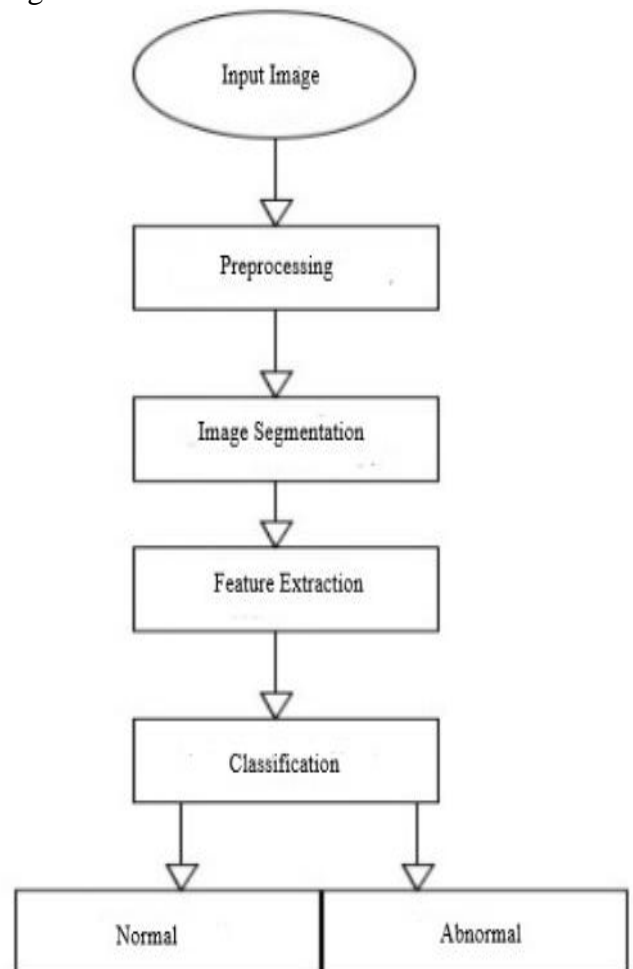 Input Image
Preprocessing
Image Segmentation
Feature Extraction
Classification
Normal
Abnormal